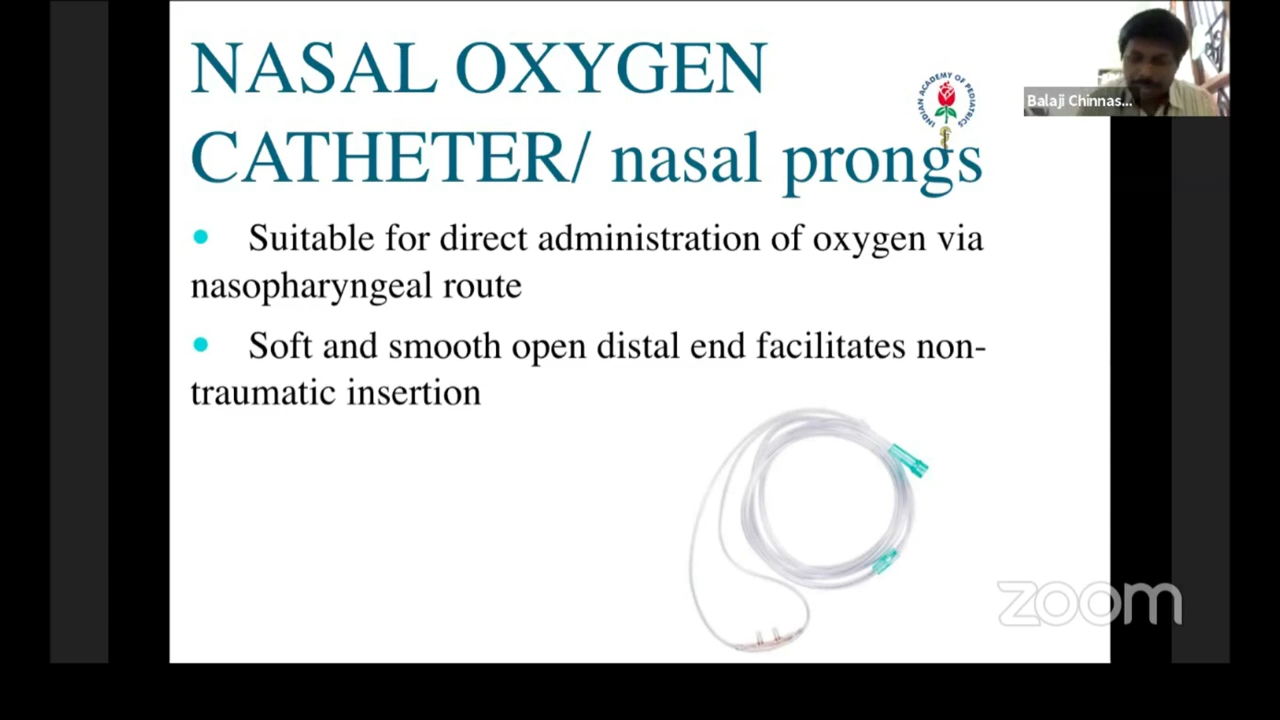 NASAL OXYGEN
CATHETER/ nasal prongs
INDIAN ACADEMY OF PEDIATRICS
Balaji Chinnas...
• Suitable for direct administration of oxygen via
nasopharyngeal route
• Soft and smooth open distal end facilitates non-
traumatic insertion
zoom